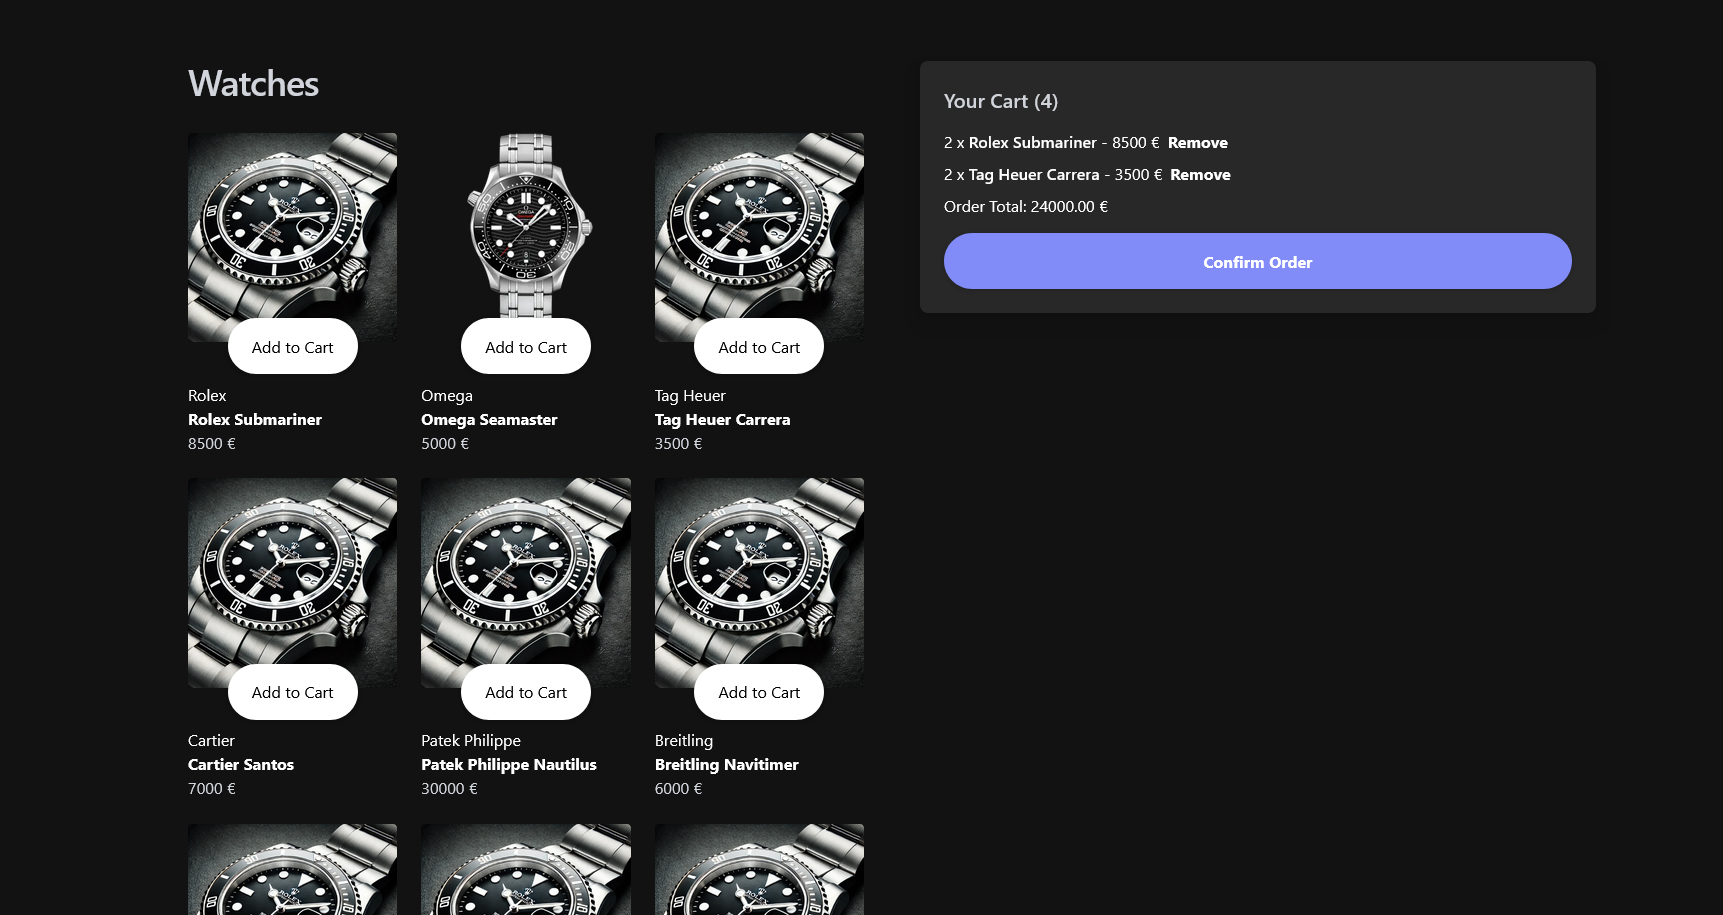 Watches
Add to Cart
Add to Cart
Add to Cart
Rolex
Rolex Submariner
8500 €
Omega
Omega Seamaster
5000 €
Tag Heuer
Tag Heuer Carrera
3500 €
Add to Cart
Add to Cart
Add to Cart
Cartier
Cartier Santos
7000 €
Patek Philippe
Patek Philippe Nautilus
30000 €
Breitling
Breitling Navitimer
6000 €
Your Cart (4)
2 x Rolex Submariner - 8500 € Remove
2 x Tag Heuer Carrera - 3500 € Remove
Order Total: 24000.00 €
Confirm Order